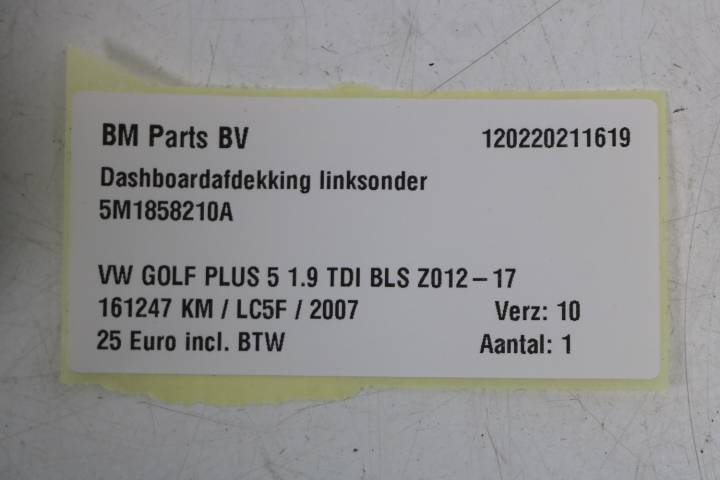 BM Parts BV 120220211619
Dashboardafdekking linksonder
5M1858210A
VW GOLF PLUS 5 1.9 TDI BLS Z012 – 17
161247 KM / LC5F / 2007 Verz: 10
25 Euro incl. BTW Aantal: 1